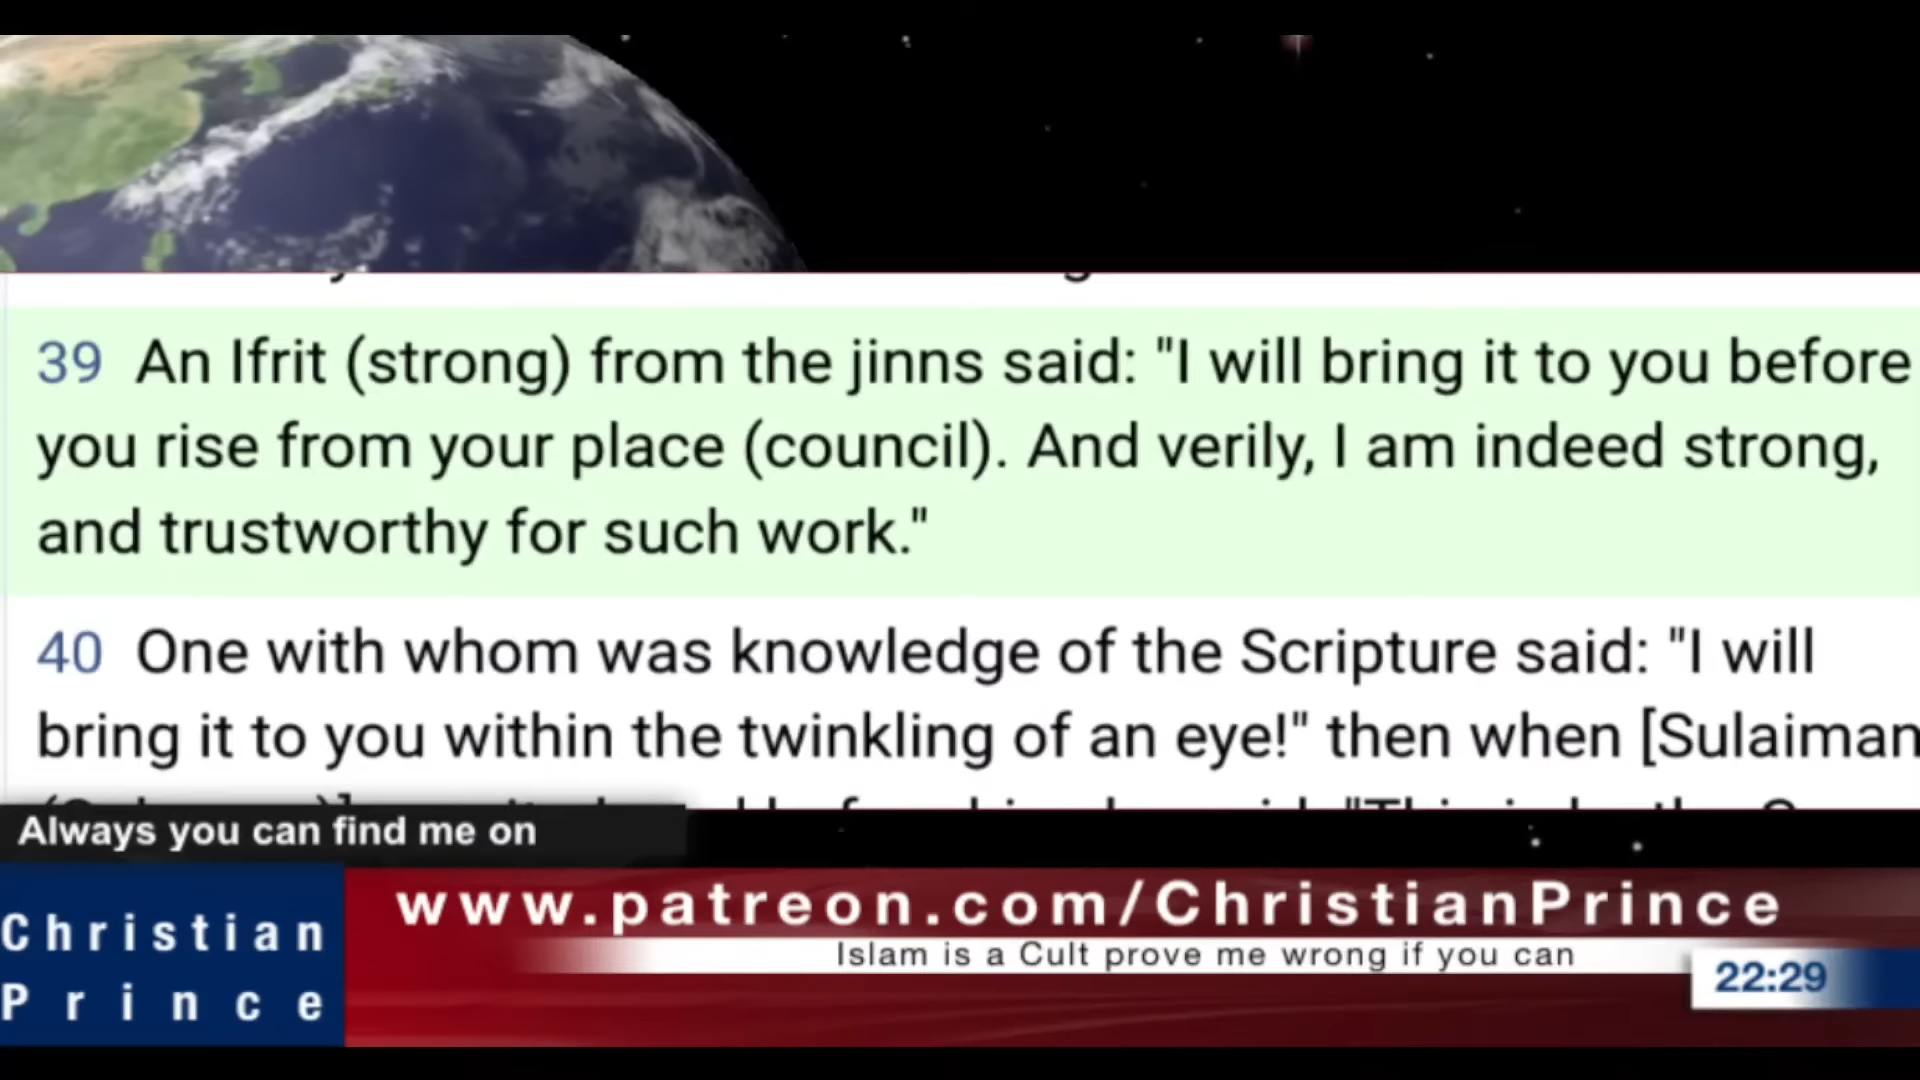 39 An Ifrit (strong) from the jinns said: "I will bring it to you before
you rise from your place (council). And verily, I am indeed strong,
and trustworthy for such work."
40 One with whom was knowledge of the Scripture said: "I will
bring it to you within the twinkling of an eye!" then when [Sulaiman
Always you can find me on
Christian
Prince
www.patreon.com/ChristianPrince
Islam is a Cult prove me wrong if you can
22:29